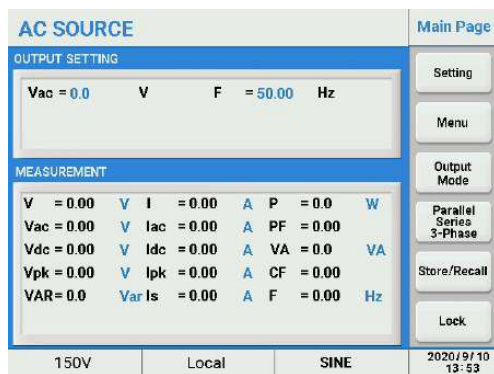 AC SOURCE
Main Page
OUTPUT SETTING
Vac = 0.0 V F = 50.00 Hz
Setting
Menu
MEASUREMENT
Output
Mode
V = 0.00 V I = 0.00 A P = 0.0 W
Vac = 0.00 V Iac = 0.00 A PF = 0.00
Vdc = 0.00 V Idc = 0.00 A VA = 0.0 VA
Vpk = 0.00 V Ipk = 0.00 A CF = 0.00
VAR= 0.0 Var Is = 0.00 A F = 0.00 Hz
Parallel
Series
3-Phase
Store/Recall
Lock
150V Local SINE
2020/9/10
13:53